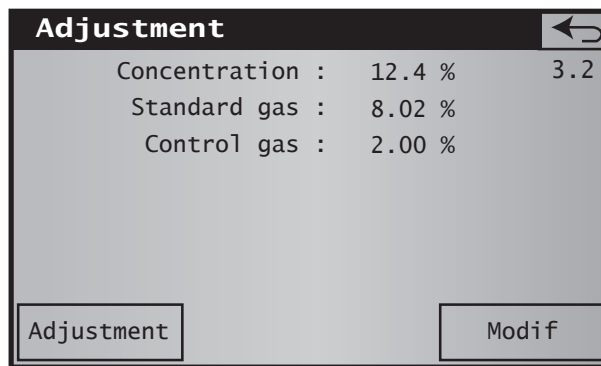 Adjustment
Concentration : 12.4 % 3.2
Standard gas : 8.02 %
Control gas : 2.00 %
Adjustment Modif